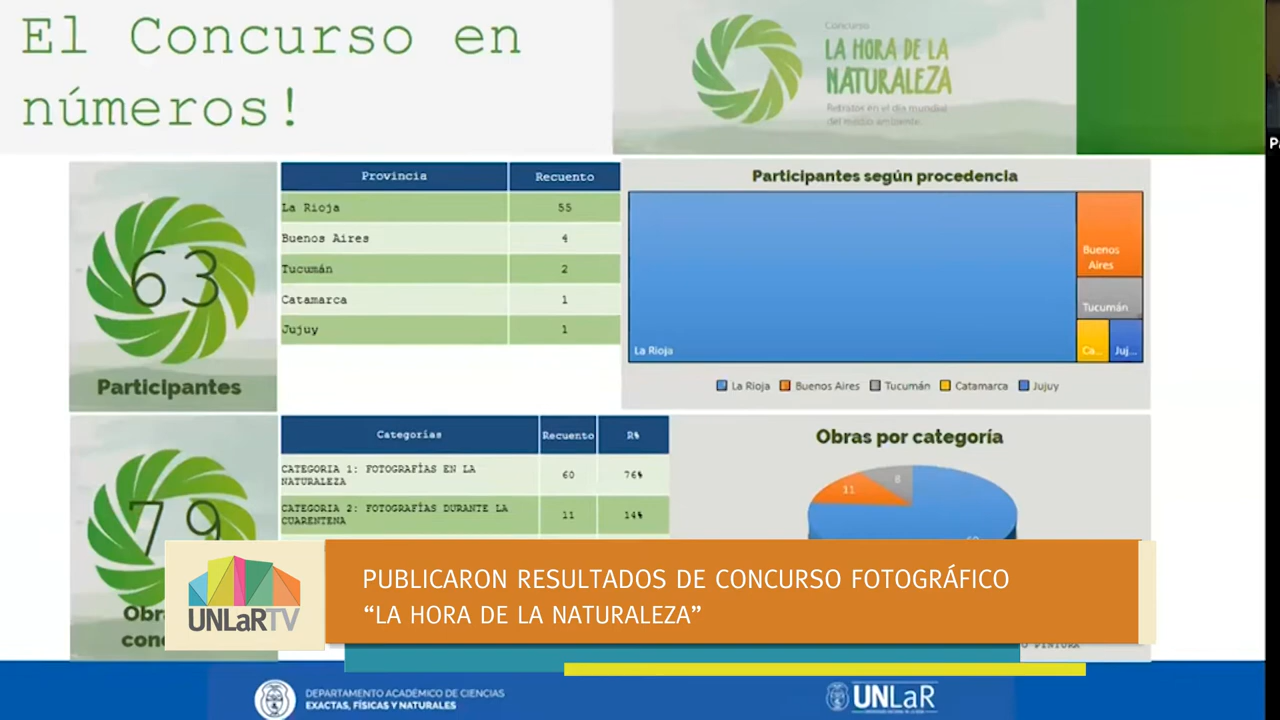 El Concurso en
números!
Concurso
LA HORA DE LA
NATURALEZA
Retratos en el día mundial
del medio ambiente.
63
Participantes
Provincia Recuento
La Rioja 55
Buenos Aires 4
Tucumán 2
Catamarca 1
Jujuy 1
Participantes según procedencia
Buenos
Aires
Tucumán
La Rioja
Ca...
Juj...
La Rioja Buenos Aires Tucumán Catamarca Jujuy
79
Categorías Recuento R%
CATEGORIA 1: FOTOGRAFÍAS EN LA
NATURALEZA
60 76%
CATEGORIA 2: FOTOGRAFÍAS DURANTE LA
CUARENTENA
11 14%
Obras por categoría
11
8
UNLaRTV
PUBLICARON RESULTADOS DE CONCURSO FOTOGRÁFICO
“LA HORA DE LA NATURALEZA”
DEPARTAMENTO ACADÉMICO DE CIENCIAS
EXACTAS, FÍSICAS Y NATURALES
UNLaR